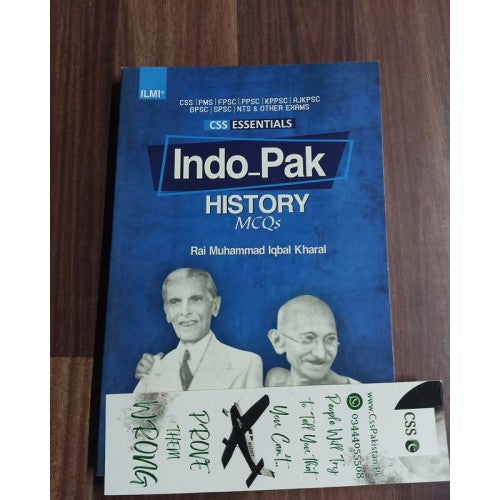 ILMI®
CSS | PMS | FPSC | PPSC | KPPSC | AJKPSC
BPSC | SPSC | NTS & OTHER EXAMS
CSS ESSENTIALS
Indo_Pak
HISTORY
MCQs
Rai Muhammad Iqbal Kharal
PROVE
THEM
WRONG
People Will Try
To Tell You That
You Can't..
www.CssPakistan.Pk
03444055508
CSS